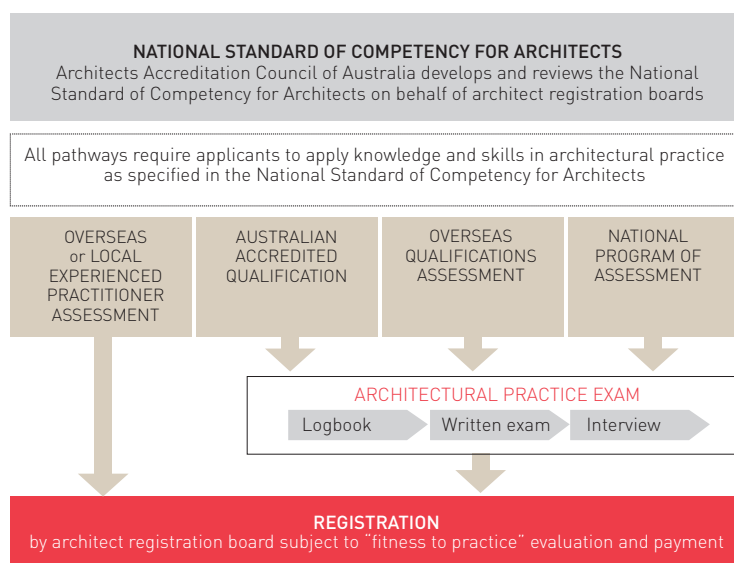 NATIONAL STANDARD OF COMPETENCY FOR ARCHITECTS
Architects Accreditation Council of Australia develops and reviews the National
Standard of Competency for Architects on behalf of architect registration boards
All pathways require applicants to apply knowledge and skills in architectural practice
as specified in the National Standard of Competency for Architects
OVERSEAS
or LOCAL
EXPERIENCED
PRACTITIONER
ASSESSMENT
AUSTRALIAN
ACCREDITED
QUALIFICATION
OVERSEAS
QUALIFICATIONS
ASSESSMENT
NATIONAL
PROGRAM OF
ASSESSMENT
ARCHITECTURAL PRACTICE EXAM
Logbook
Written exam
Interview
REGISTRATION
by architect registration board subject to “fitness to practice” evaluation and payment